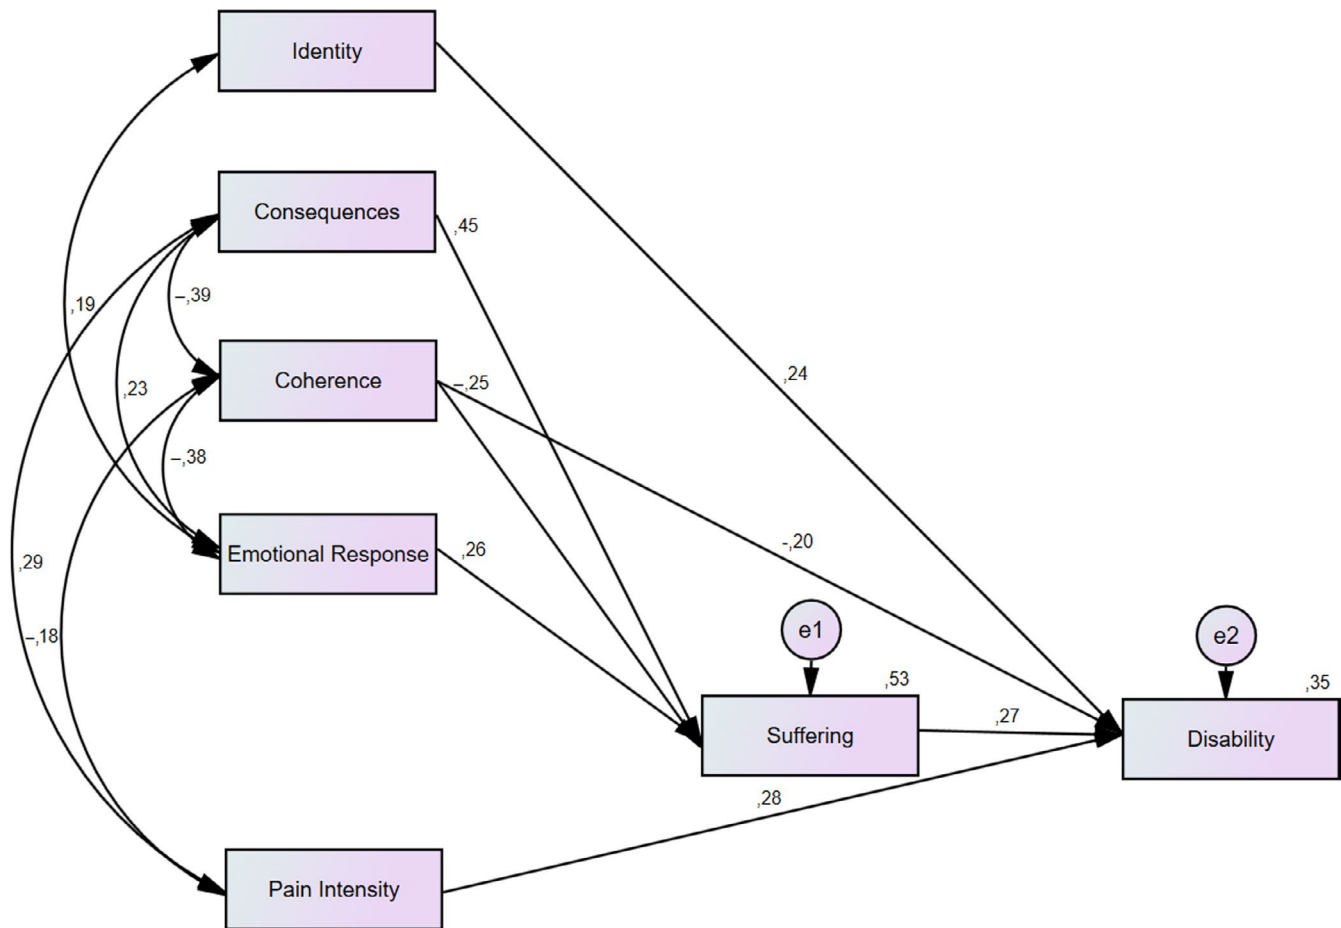 Identity
Consequences
,45
–,39
,19
Coherence
–,25
,24
,23
–,38
Emotional Response
,26
-,20
,29
–,18
e1
e2
,53
,35
Suffering
,27
Disability
,28
Pain Intensity